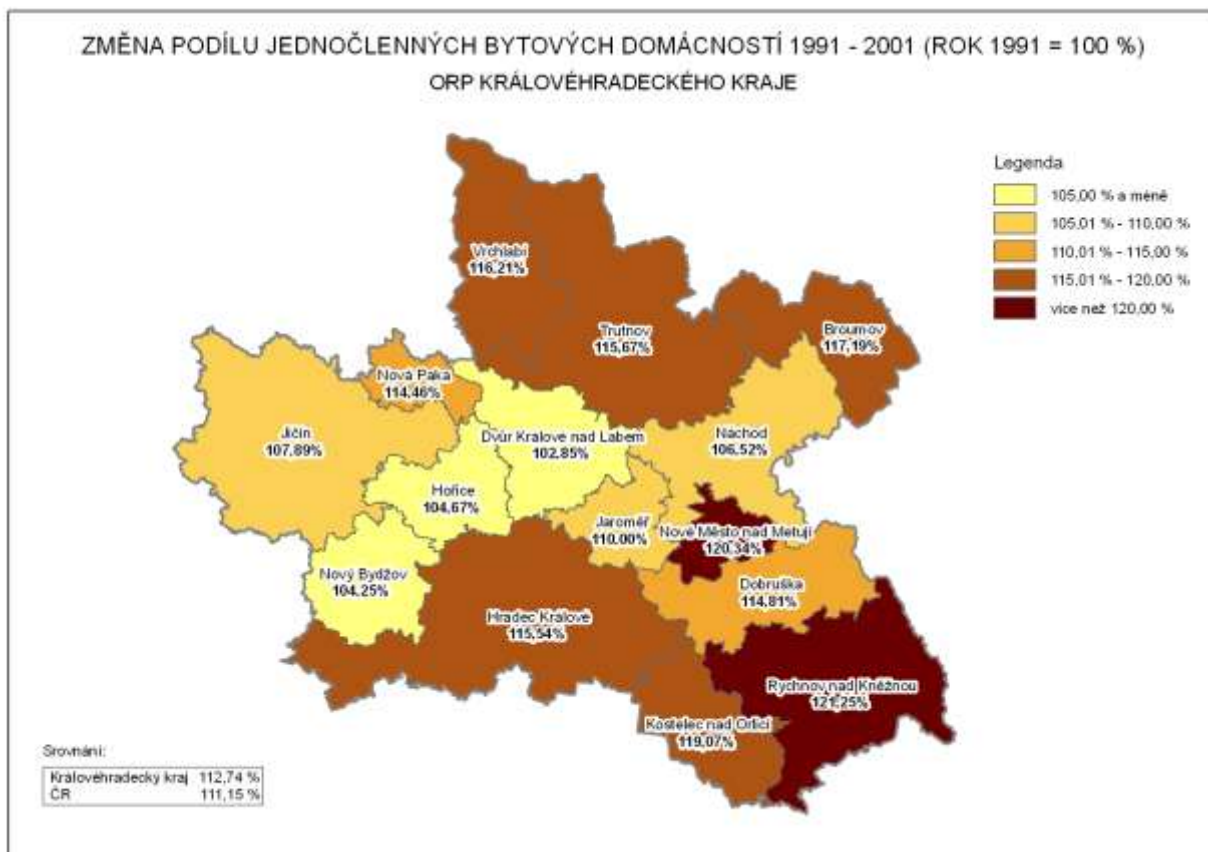 ZMĚNA PODÍLU JEDNOČLENNÝCH BYTOVÝCH DOMÁCNOSTÍ 1991 - 2001 (ROK 1991 = 100 %)
ORP KRÁLOVÉHRADECKÉHO KRAJE
Legenda
105,00 % a méně
105,01 % - 110,00 %
110,01 % - 115,00 %
115,01 % - 120,00 %
více než 120,00 %
Vrchlabí
116,21%
Trutnov
115,67%
Broumov
117,19%
Nová Paka
114,46%
Jičín
107,89%
Dvůr Králové nad Labem
102,85%
Náchod
106,52%
Hořice
104,67%
Jaroměř
110,00%
Nové Město nad Metují
120,34%
Nový Bydžov
104,25%
Dobruška
114,81%
Hradec Králové
115,54%
Rychnov nad Kněžnou
121,25%
Kostelec nad Orlicí
119,07%
Srovnání:
Královéhradecký kraj 112,74 %
ČR 111,15 %